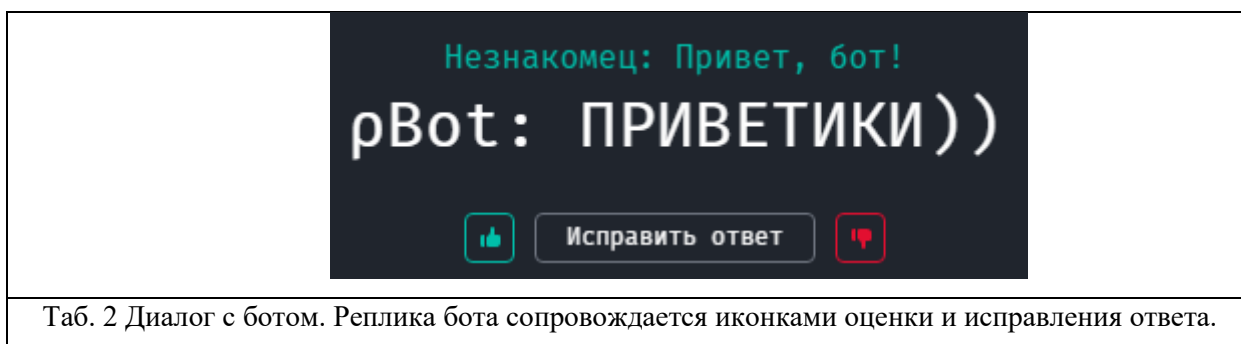 Незнакомец: Привет, бот!
ρBot: ПРИВЕТИКИ))
Исправить ответ
Таб. 2 Диалог с ботом. Реплика бота сопровождается иконками оценки и исправления ответа.